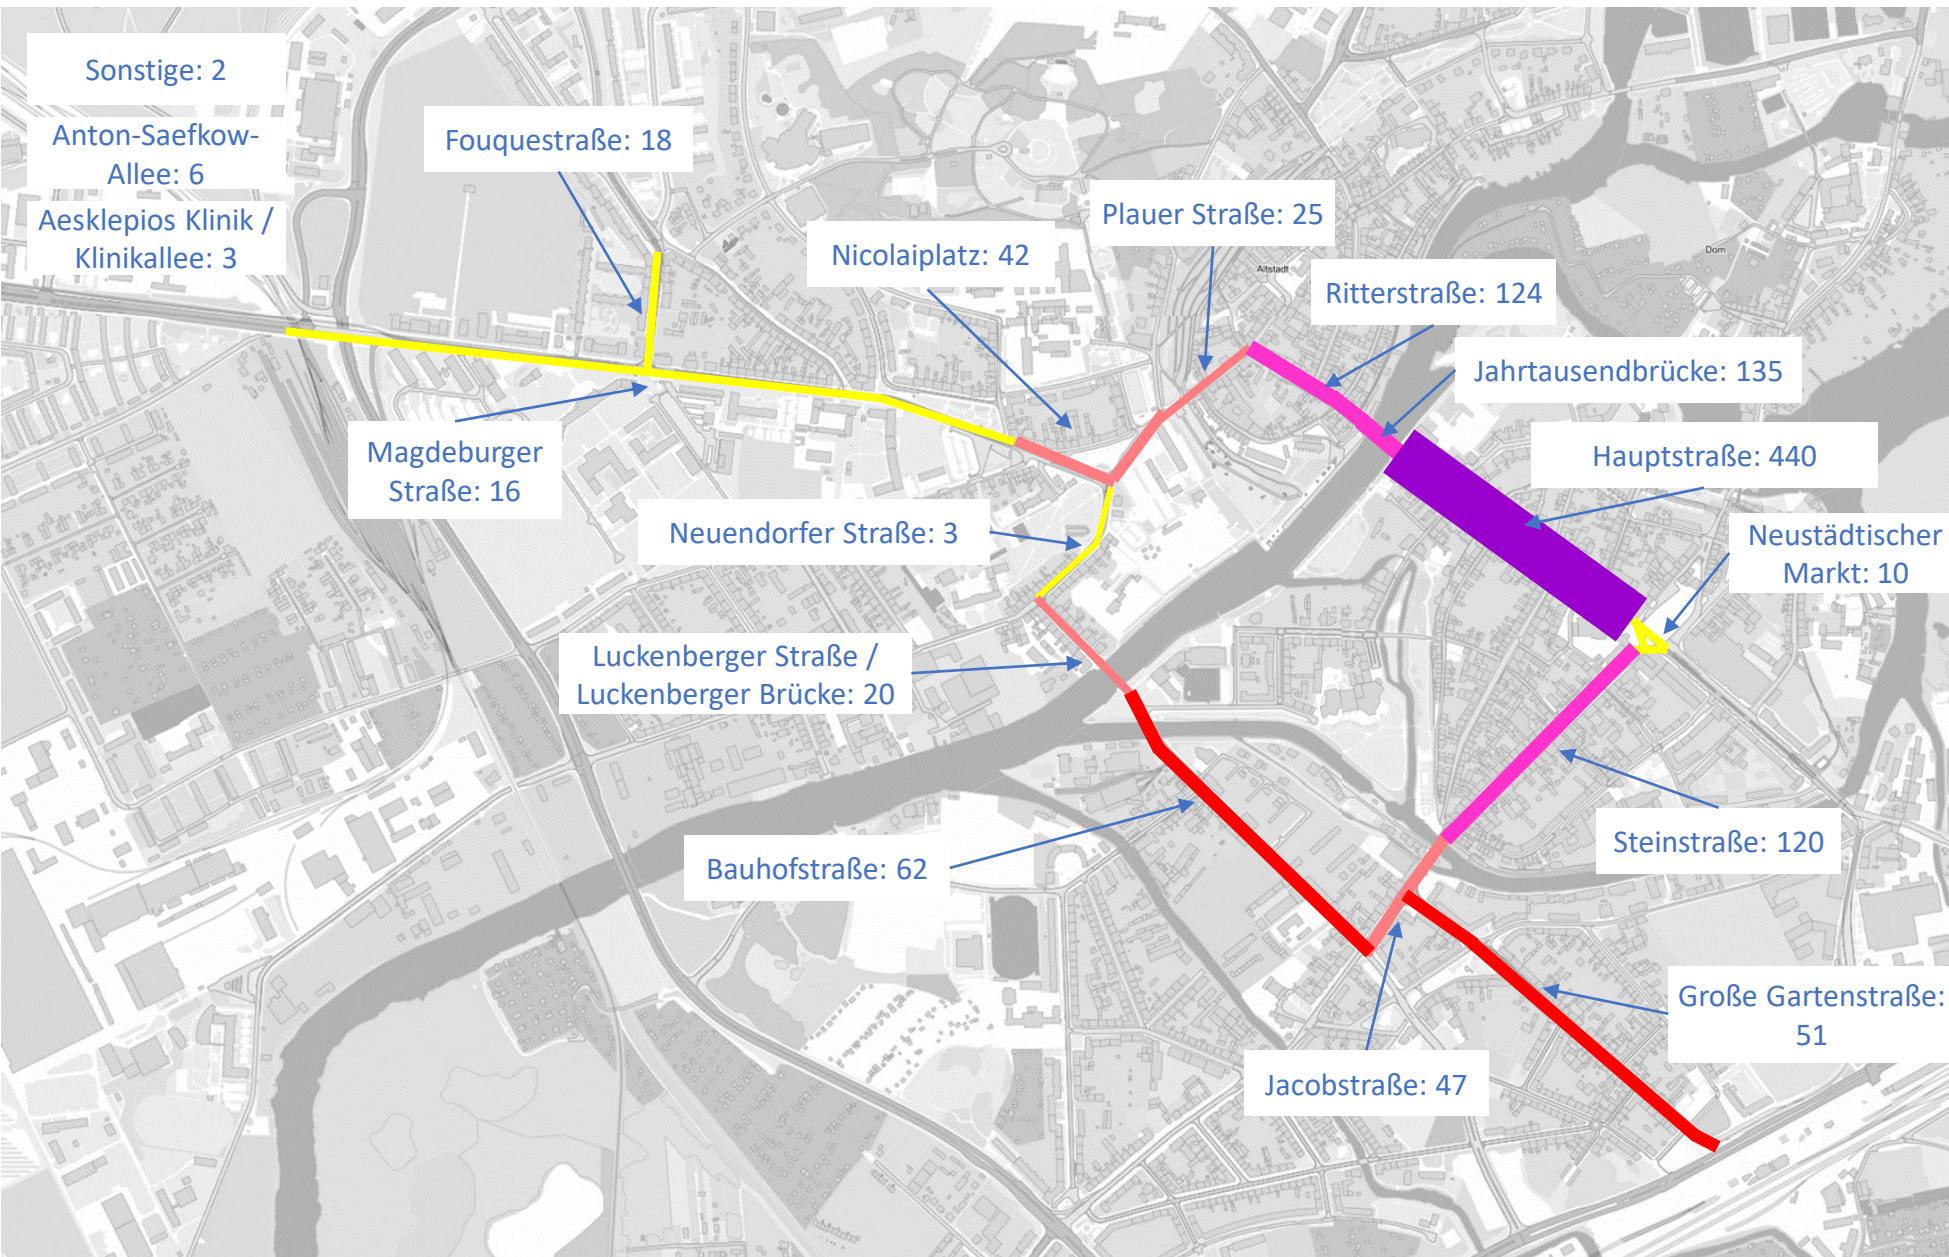 Sonstige: 2
Anton-Saefkow-
Allee: 6
Aesklepios Klinik /
Klinikallee: 3
Fouquestraße: 18
Plauer Straße: 25
Nicolaiplatz: 42
Altstadt
Dom
Ritterstraße: 124
Jahrtausendbrücke: 135
Hauptstraße: 440
Magdeburger
Straße: 16
Neuendorfer Straße: 3
Neustädtischer
Markt: 10
Luckenberger Straße /
Luckenberger Brücke: 20
Steinstraße: 120
Bauhofstraße: 62
Große Gartenstraße:
51
Jacobstraße: 47